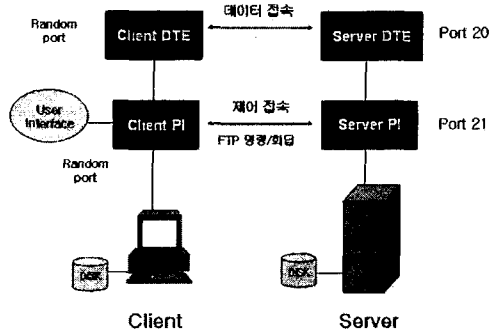 Random
port
Client DTE
데이터 접속
Server DTE
Port 20
User
Interface
Client PI
제어 접속
FTP 명령/회답
Server PI
Port 21
Random
port
DISK
DISK
Client
Server